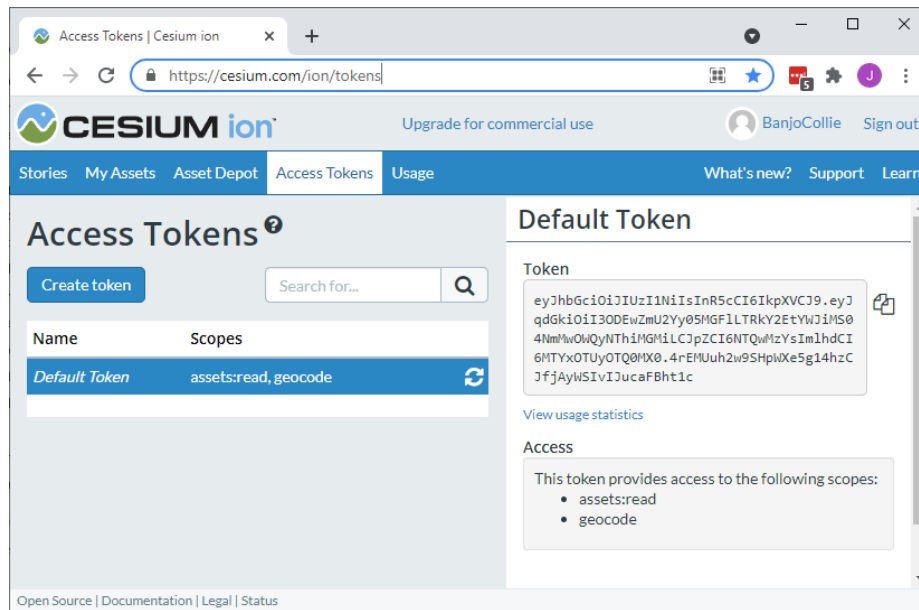 Access Tokens | Cesium ion
https://cesium.com/ion/tokens
5
J
CESIUM ion
Upgrade for commercial use
BanjoCollie
Sign out
Stories My Assets Asset Depot Access Tokens Usage
What's new? Support Learn
Access Tokens
Create token
Search for...
Name Scopes
Default Token assets:read, geocode
Default Token
Token
eyJhbGciOiJIUzI1NiIsInR5cCI6IkpXVCJ9.eyJ
qdGkiOiI3ODEwZmU2Yy05MGFlLTRkY2EtYWJiMS0
4NmMwOWQyNThiMGMiLCJpZCI6NTQwMzYsImlhdCI
6MTYxOTUyOTQ0MX0.4rEMUuh2w9SHpWXe5g14hzC
JfjAyWSIvIJucaFBht1c
View usage statistics
Access
This token provides access to the following scopes:
• assets:read
• geocode
Open Source | Documentation | Legal | Status